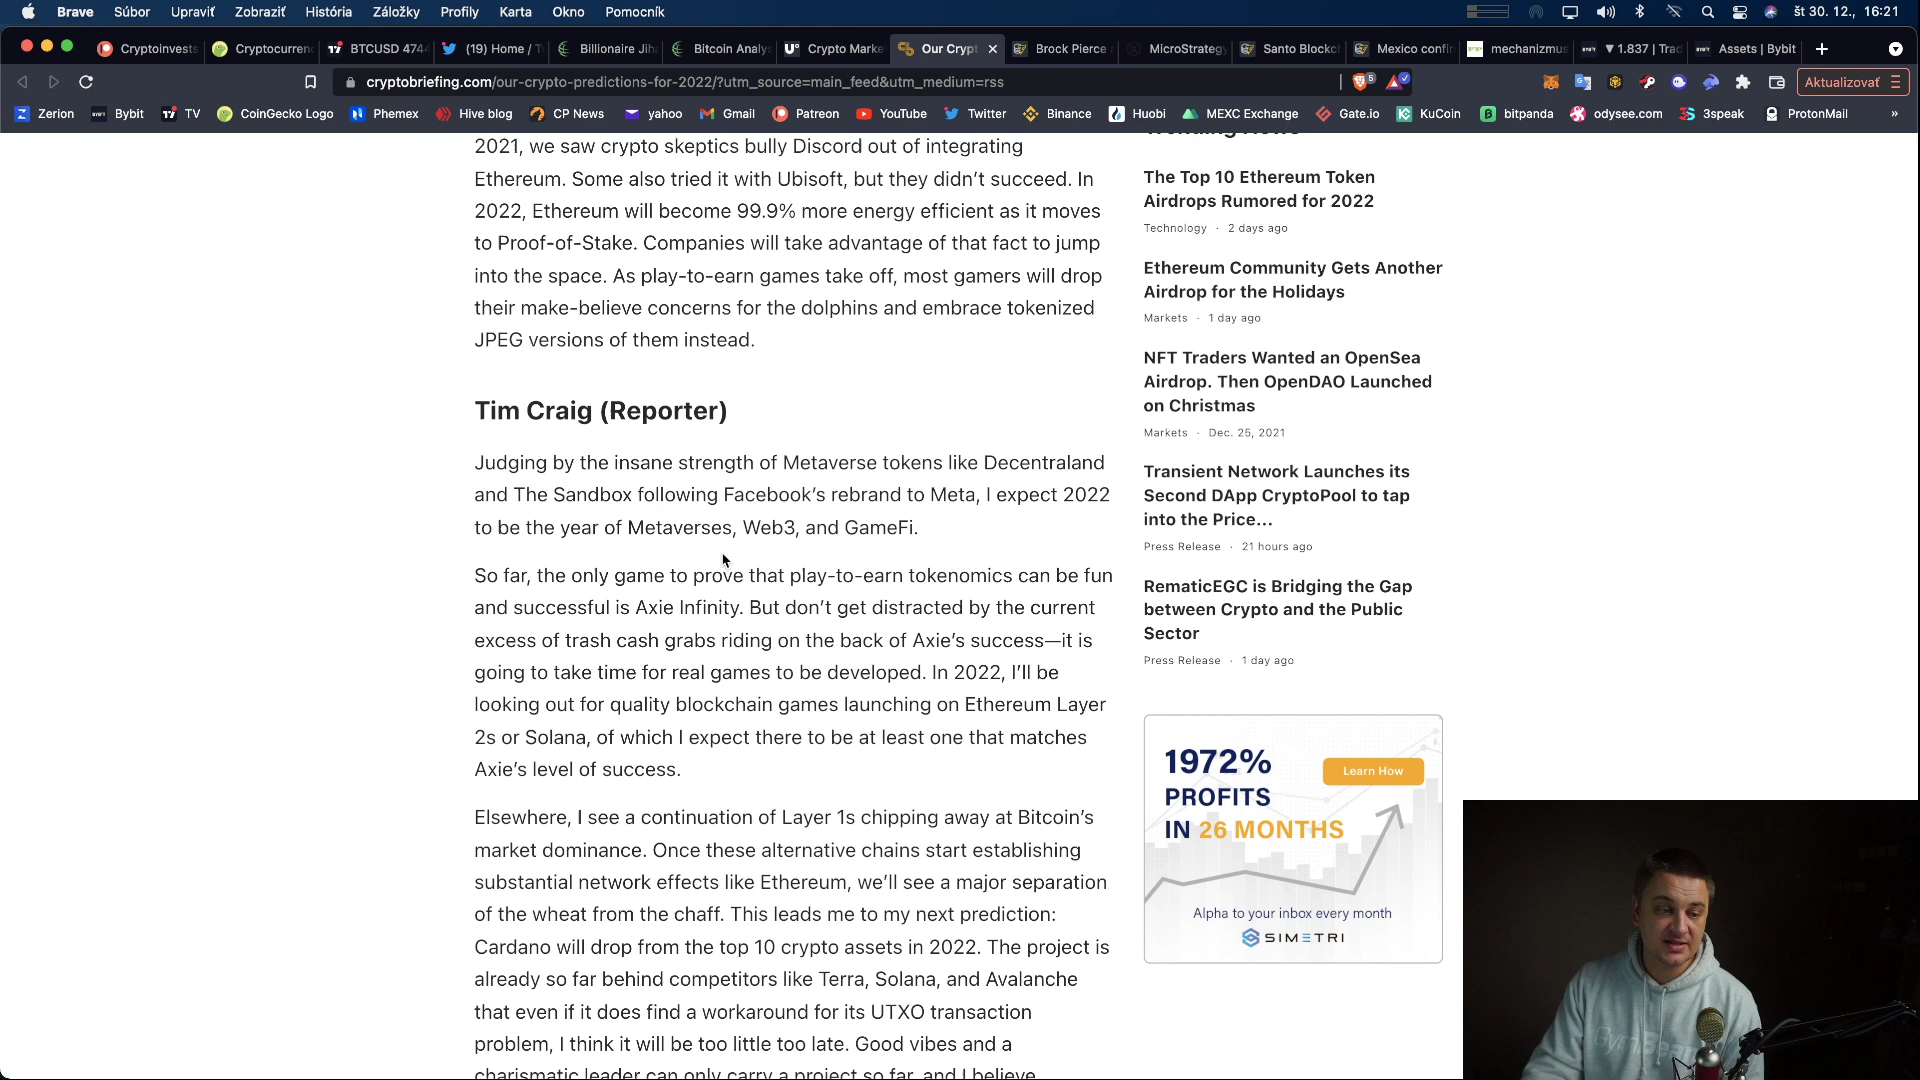 Brave Súbor Upraviť Zobraziť História Záložky Profily Karta Okno Pomocník
št 30. 12., 16:21
Cryptoinvest
Cryptocurren
BTCUSD 474
(19) Home / T
Billionaire Jih
Bitcoin Analy
Crypto Marke
Our Crypt
Brock Pierce
MicroStrateg
Santo Blockc
Mexico confi
mechanizmus
▼1.837 | Trad
Assets | Bybit
cryptobriefing.com/our-crypto-predictions-for-2022/?utm_source=main_feed&utm_medium=rss
5
Aktualizovať
Zerion
Bybit
TV
CoinGecko Logo
Phemex
Hive blog
CP News
yahoo
Gmail
Patreon
YouTube
Twitter
Binance
Huobi
MEXC Exchange
Gate.io
KuCoin
bitpanda
odysee.com
3speak
ProtonMail
»
2021, we saw crypto skeptics bully Discord out of integrating
Ethereum. Some also tried it with Ubisoft, but they didn’t succeed. In
2022, Ethereum will become 99.9% more energy efficient as it moves
to Proof-of-Stake. Companies will take advantage of that fact to jump
into the space. As play-to-earn games take off, most gamers will drop
their make-believe concerns for the dolphins and embrace tokenized
JPEG versions of them instead.
Tim Craig (Reporter)
Judging by the insane strength of Metaverse tokens like Decentraland
and The Sandbox following Facebook’s rebrand to Meta, I expect 2022
to be the year of Metaverses, Web3, and GameFi.
So far, the only game to prove that play-to-earn tokenomics can be fun
and successful is Axie Infinity. But don’t get distracted by the current
excess of trash cash grabs riding on the back of Axie’s success—it is
going to take time for real games to be developed. In 2022, I’ll be
looking out for quality blockchain games launching on Ethereum Layer
2s or Solana, of which I expect there to be at least one that matches
Axie’s level of success.
Elsewhere, I see a continuation of Layer 1s chipping away at Bitcoin’s
market dominance. Once these alternative chains start establishing
substantial network effects like Ethereum, we’ll see a major separation
of the wheat from the chaff. This leads me to my next prediction:
Cardano will drop from the top 10 crypto assets in 2022. The project is
already so far behind competitors like Terra, Solana, and Avalanche
that even if it does find a workaround for its UTXO transaction
problem, I think it will be too little too late. Good vibes and a
charismatic leader can only carry a project so far, and I believe
Trending News
The Top 10 Ethereum Token
Airdrops Rumored for 2022
Technology · 2 days ago
Ethereum Community Gets Another
Airdrop for the Holidays
Markets · 1 day ago
NFT Traders Wanted an OpenSea
Airdrop. Then OpenDAO Launched
on Christmas
Markets · Dec. 25, 2021
Transient Network Launches its
Second DApp CryptoPool to tap
into the Price...
Press Release · 21 hours ago
RematicEGC is Bridging the Gap
between Crypto and the Public
Sector
Press Release · 1 day ago
1972%
PROFITS
IN 26 MONTHS
Learn How
Alpha to your inbox every month
SIMETRI